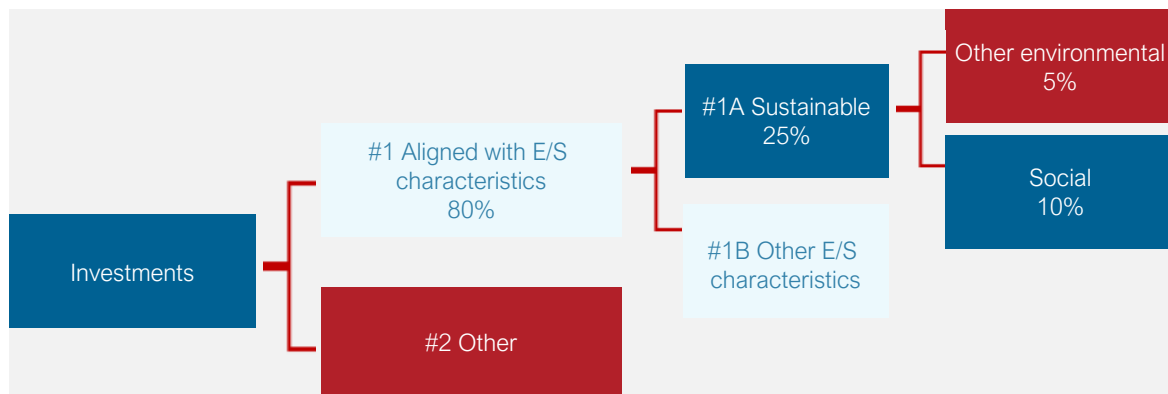 Investments
#1 Aligned with E/S
characteristics
80%
#2 Other
#1A Sustainable
25%
#1B Other E/S
characteristics
Other environmental
5%
Social
10%